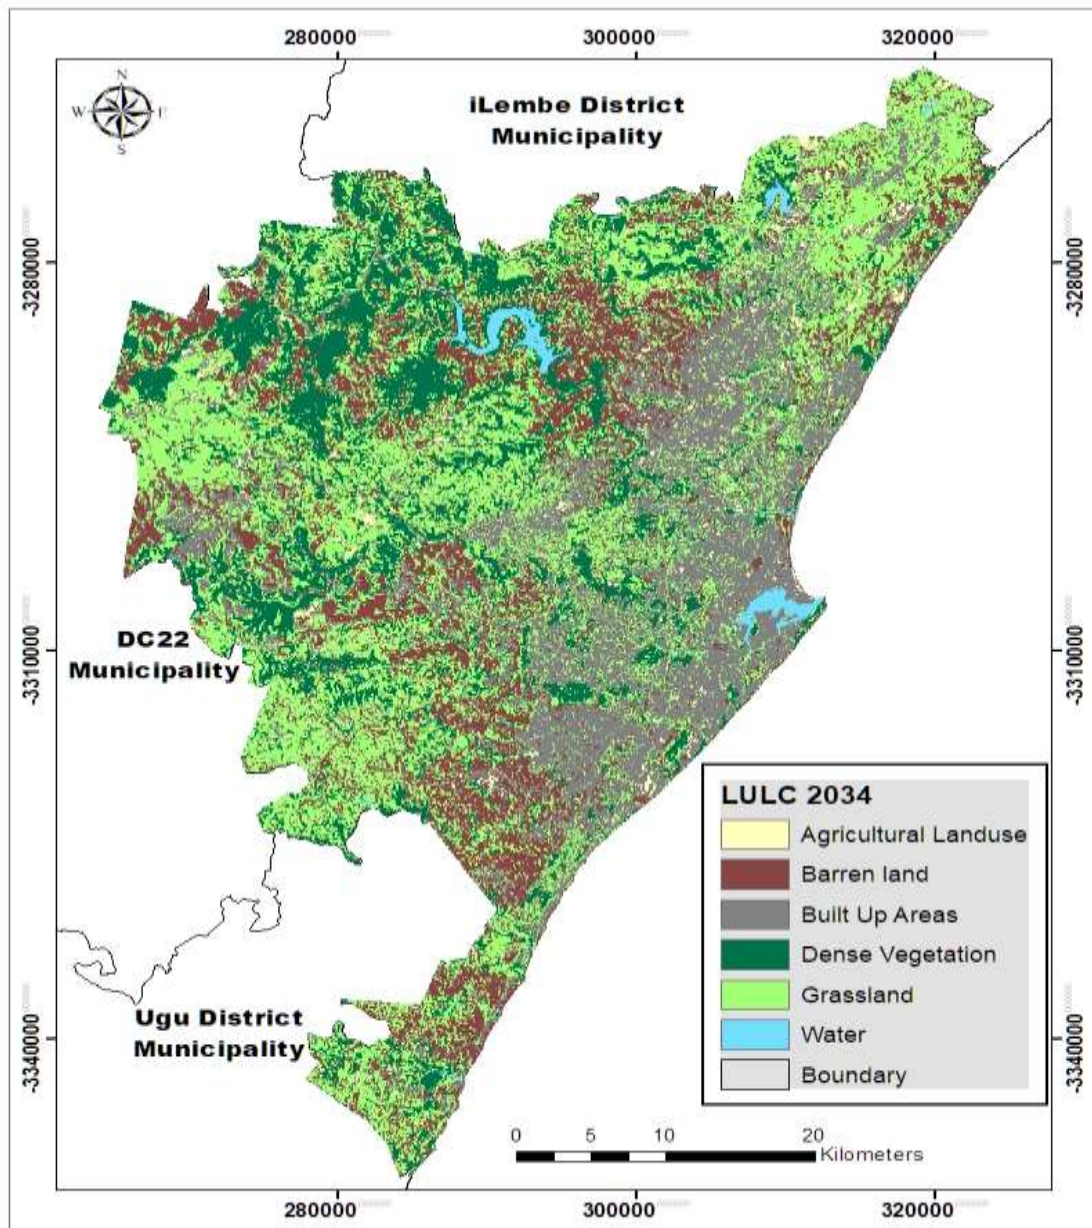 280000 300000 320000
N
W E
S
iLembe District
Municipality
-3280000 -3280000
DC22
Municipality
-3310000 -3310000
LULC 2034
Agricultural Landuse
Barren land
Built Up Areas
Dense Vegetation
Grassland
Water
Boundary
Ugu District
Municipality
-3340000 -3340000
0 5 10 20
Kilometers
280000 300000 320000